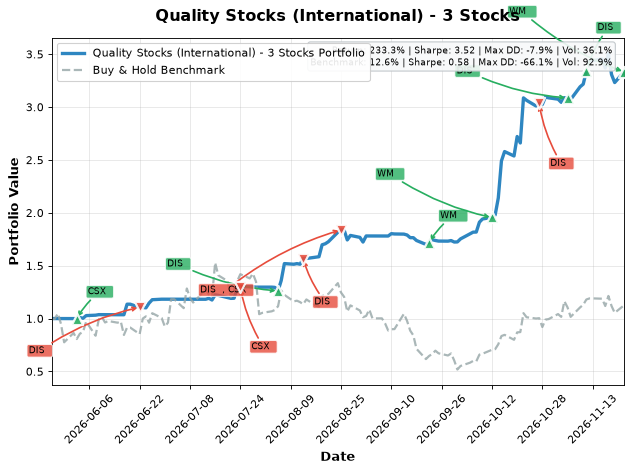 Quality Stocks (International) - 3 Stocks
WM
DIS
Quality Stocks (International) - 3 Stocks Portfolio
Buy & Hold Benchmark
233.3% | Sharpe: 3.52 | Max DD: -7.9% | Vol: 36.1%
12.6% | Sharpe: 0.58 | Max DD: -66.1% | Vol: 92.9%
DIS
WM
DIS
WM
DIS
CSX
DIS , CSX
DIS
CSX
DIS
Portfolio Value
3.5
3.0
2.5
2.0
1.5
1.0
0.5
2026-06-06
2026-06-22
2026-07-08
2026-07-24
2026-08-09
2026-08-25
2026-09-10
2026-09-26
2026-10-12
2026-10-28
2026-11-13
Date